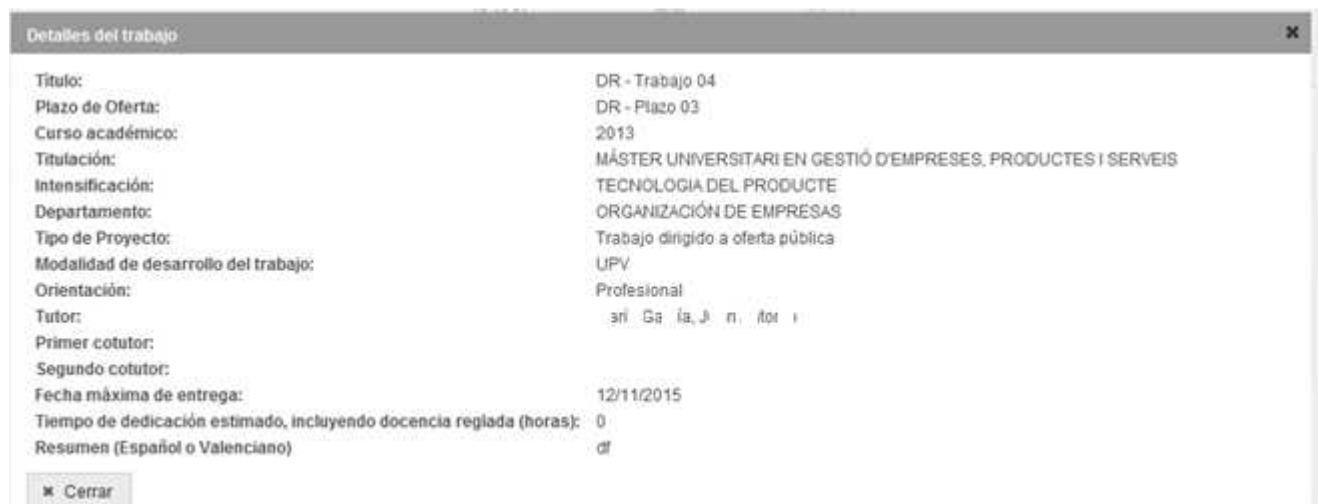 Detalles del trabajo
Título: DR - Trabajo 04
Plazo de Oferta: DR - Plazo 03
Curso académico: 2013
Titulación: MÁSTER UNIVERSITARI EN GESTIÓ D'EMPRESES, PRODUCTES I SERVEIS
Intensificación: TECNOLOGIA DEL PRODUCTE
Departamento: ORGANIZACIÓN DE EMPRESAS
Tipo de Proyecto: Trabajo dirigido a oferta pública
Modalidad de desarrollo del trabajo: UPV
Orientación: Profesional
Tutor:
Primer cotutor:
Segundo cotutor:
Fecha máxima de entrega: 12/11/2015
Tiempo de dedicación estimado, incluyendo docencia reglada (horas): 0
Resumen (Español o Valenciano) df
Cerrar